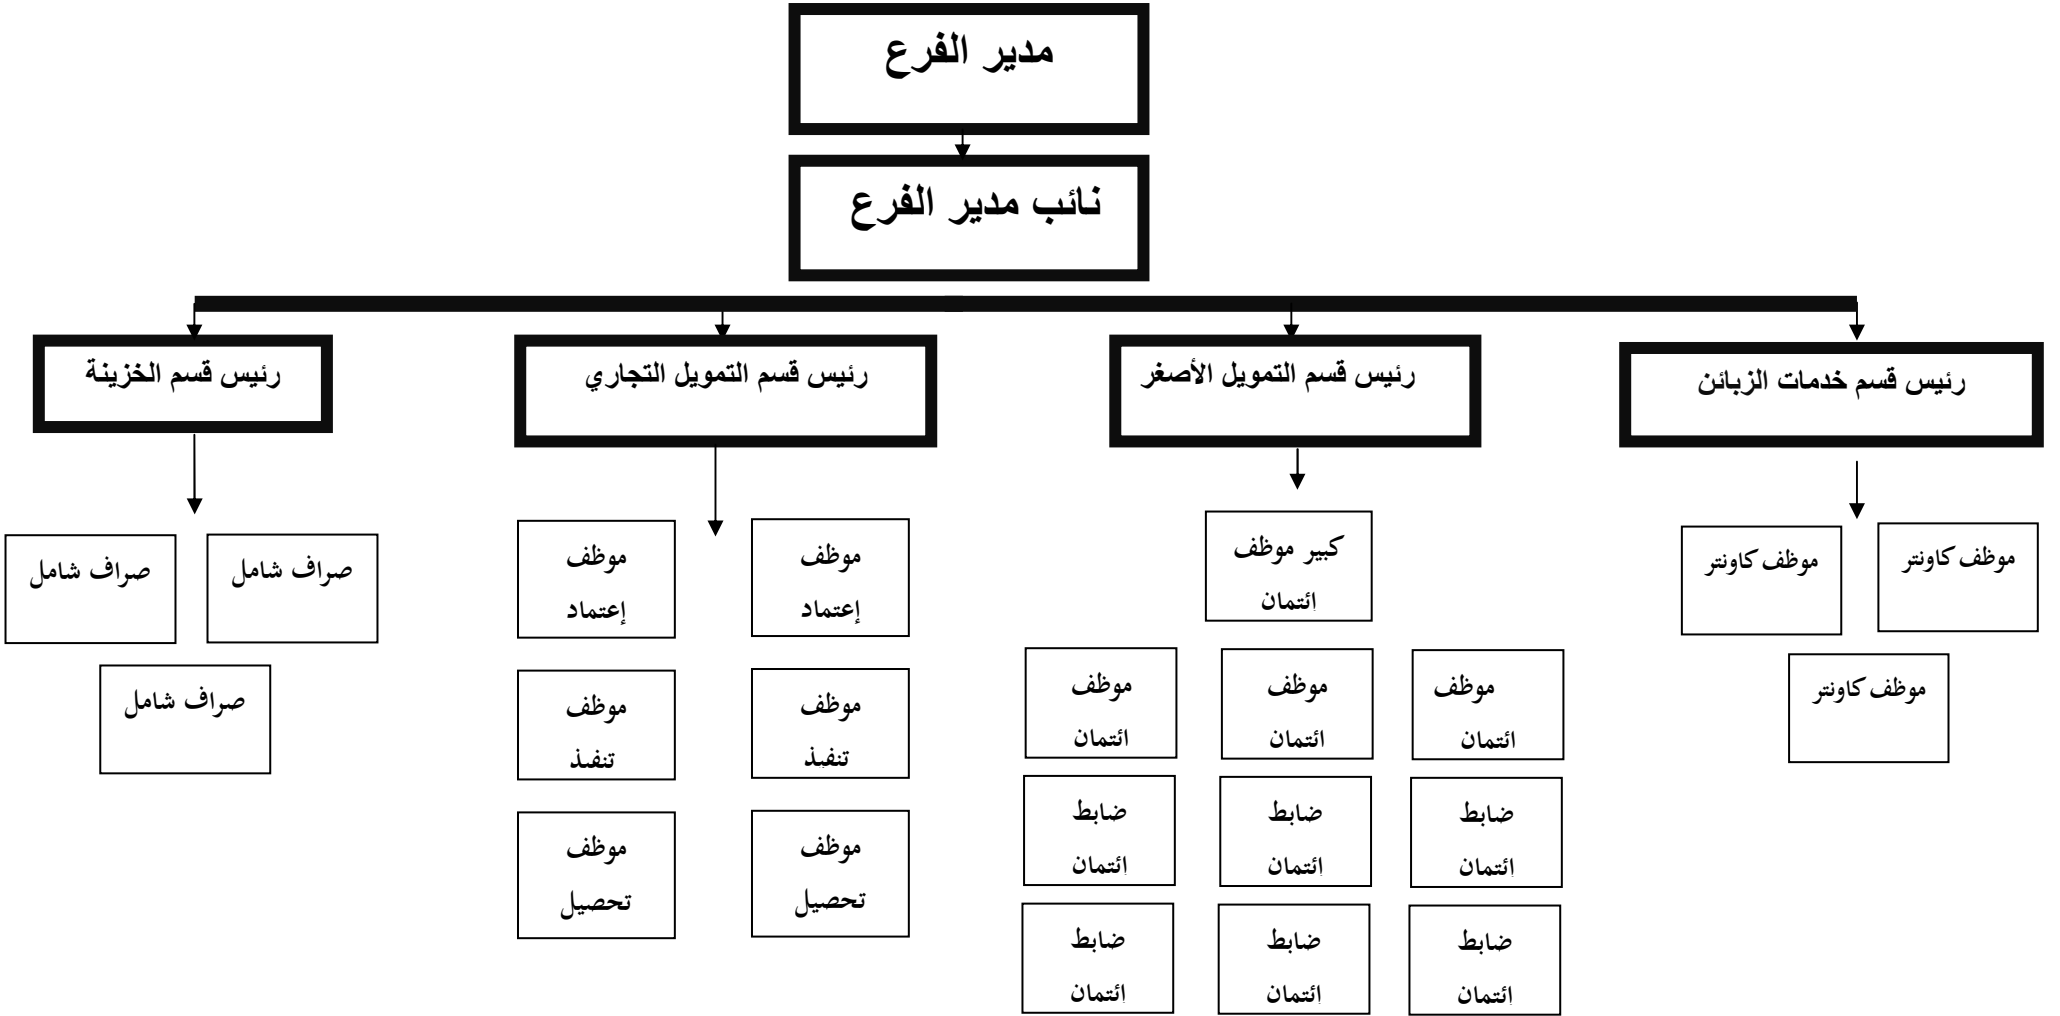 مدير الفرع
نائب مدير الفرع
رئيس قسم خدمات الزبائن
رئيس قسم التمويل الأصغر
رئيس قسم التمويل التجاري
رئيس قسم الخزينة
موظف كاونتر
موظف كاونتر
موظف كاونتر
كبير موظف
ائتمان
موظف
ائتمان
موظف
ائتمان
موظف
ائتمان
ضابط
ائتمان
ضابط
ائتمان
ضابط
ائتمان
ضابط
ائتمان
ضابط
ائتمان
ضابط
ائتمان
موظف
إعتماد
موظف
إعتماد
موظف
تنفيذ
موظف
تنفيذ
موظف
تحصيل
موظف
تحصيل
صراف شامل
صراف شامل
صراف شامل